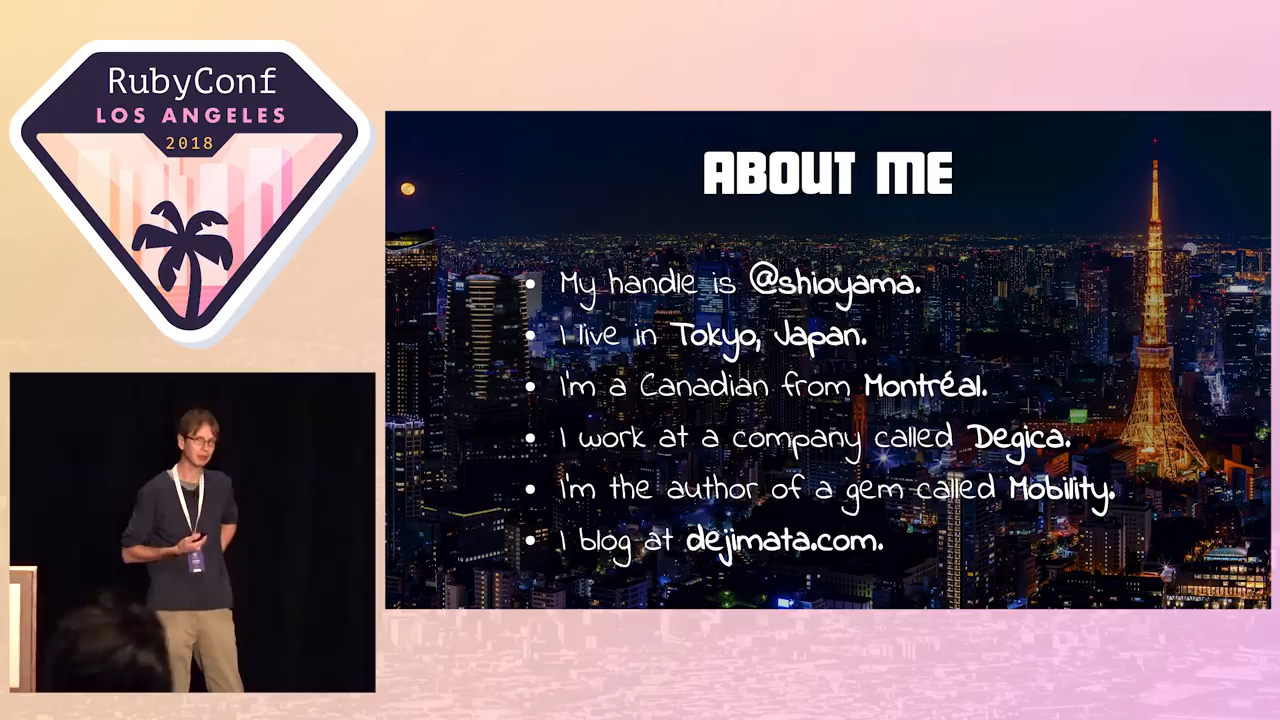 RubyConf
LOS ANGELES
2018
ABOUT ME
• My handle is @shioyama.
• I live in Tokyo, Japan.
• I'm a Canadian from Montréal.
• I work at a company called Degica.
• I'm the author of a gem called Mobility.
• I blog at dejimata.com.